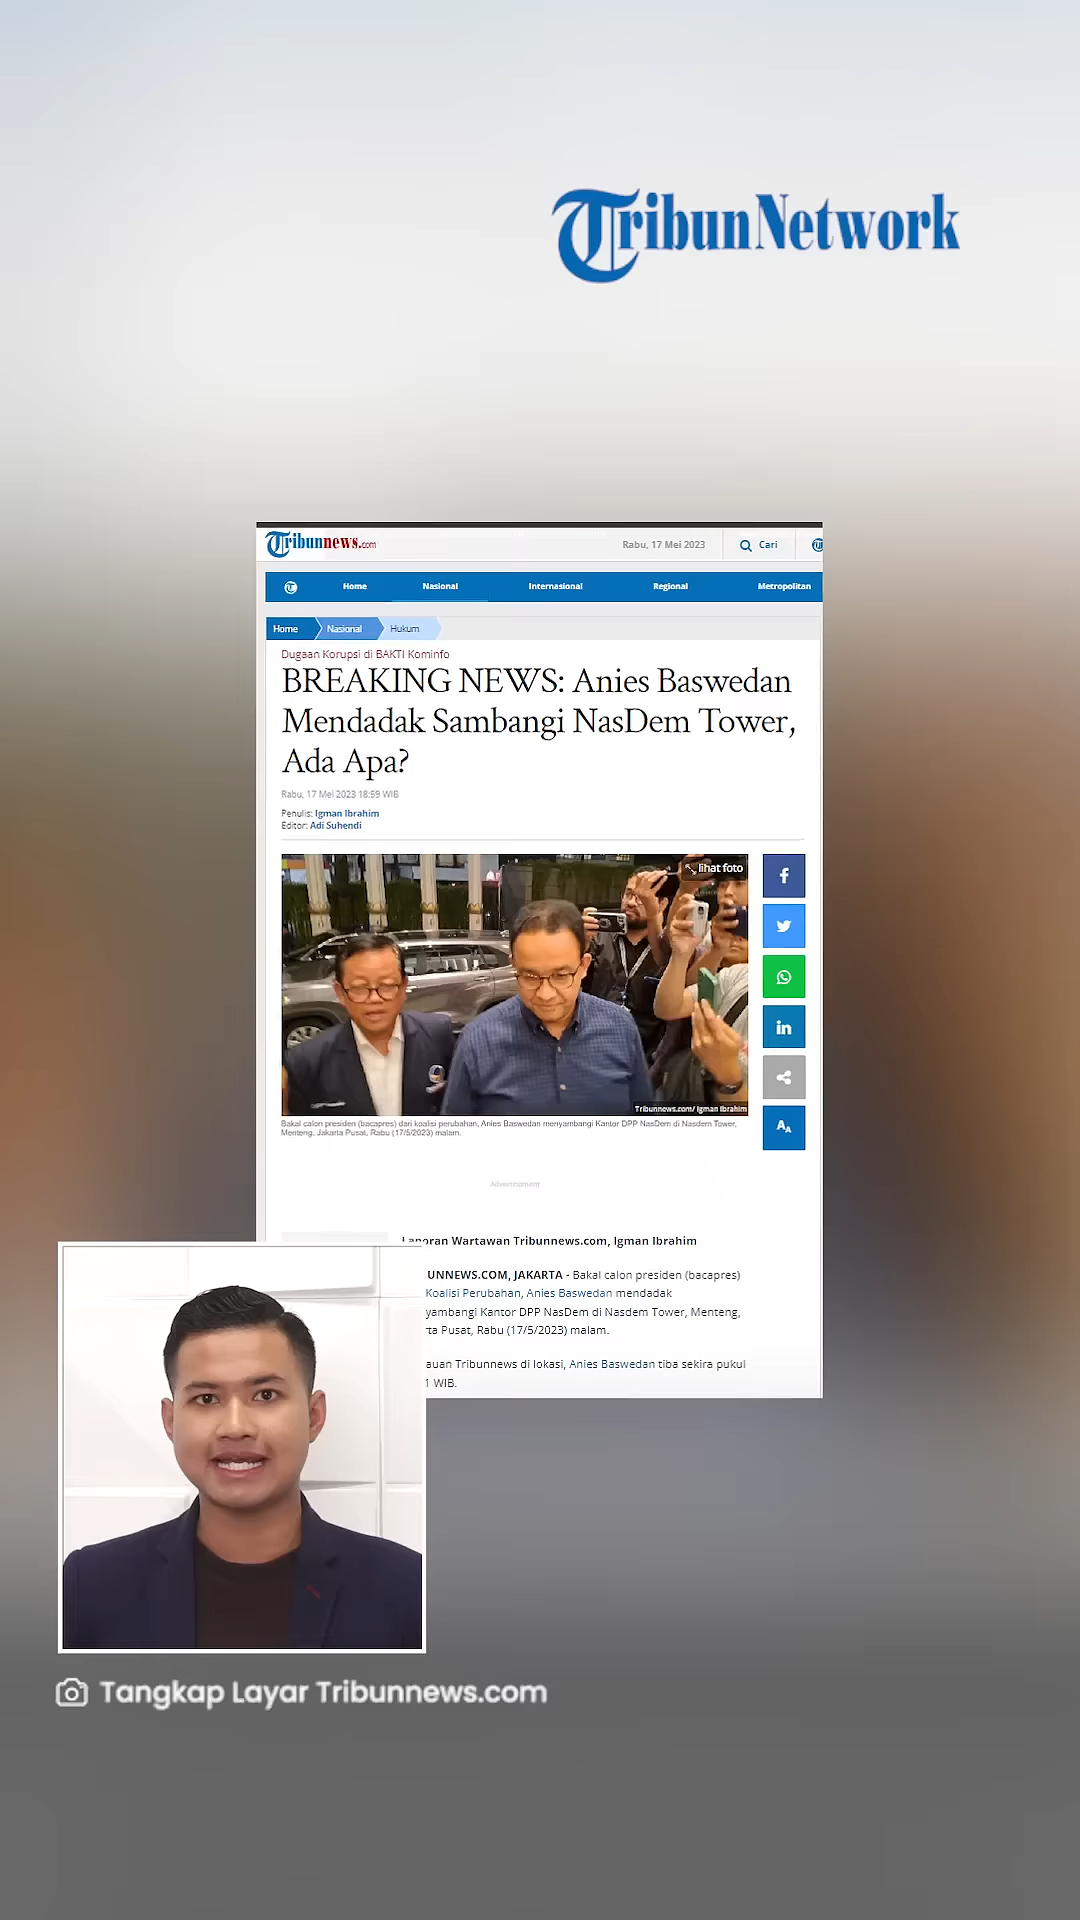 TribunNetwork
Tribunnews.com
Rabu, 17 Mei 2023
Cari
Home
Nasional
Internasional
Regional
Metropolitan
Home
Nasional
Hukum
Dugaan Korupsi di BAKTI Kominfo
BREAKING NEWS: Anies Baswedan
Mendadak Sambangi NasDem Tower,
Ada Apa?
Rabu, 17 Mei 2023 18:59 WIB
Penulis: Igman Ibrahim
Editor: Adi Suhendi
lihat foto
Tribunnews.com/ Igman Ibrahim
Bakal calon presiden (bacapres) dari koalisi perubahan, Anies Baswedan menyambangi Kantor DPP NasDem di Nasdem Tower,
Menteng, Jakarta Pusat, Rabu (17/5/2023) malam.
AA
Advertisement
Laporan Wartawan Tribunnews.com, Igman Ibrahim
UNNEWS.COM, JAKARTA - Bakal calon presiden (bacapres)
Koalisi Perubahan, Anies Baswedan mendadak
yambangi Kantor DPP NasDem di Nasdem Tower, Menteng,
rta Pusat, Rabu (17/5/2023) malam.
auan Tribunnews di lokasi, Anies Baswedan tiba sekira pukul
1 WIB.
Tangkap Layar Tribunnews.com